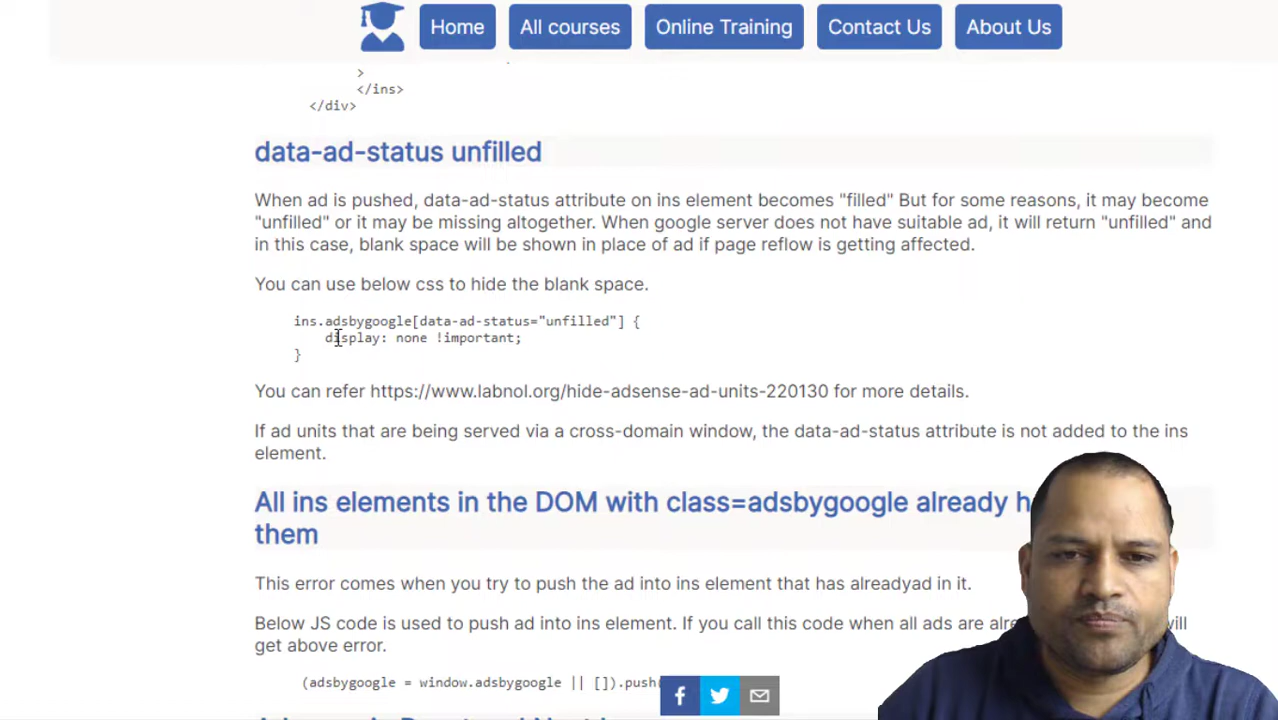 Home
All courses
Online Training
Contact Us
About Us
>
</ins>
</div>
data-ad-status unfilled
When ad is pushed, data-ad-status attribute on ins element becomes "filled" But for some reasons, it may become
"unfilled" or it may be missing altogether. When google server does not have suitable ad, it will return "unfilled" and
in this case, blank space will be shown in place of ad if page reflow is getting affected.
You can use below css to hide the blank space.
ins.adsbygoogle[data-ad-status="unfilled"] {
display: none !important;
}
You can refer https://www.labnol.org/hide-adsense-ad-units-220130 for more details.
If ad units that are being served via a cross-domain window, the data-ad-status attribute is not added to the ins
element.
All ins elements in the DOM with class=adsbygoogle already
them
This error comes when you try to push the ad into ins element that has alreadyad in it.
Below JS code is used to push ad into ins element. If you call this code when all ads are
get above error.
(adsbygoogle = window.adsbygoogle || []).push